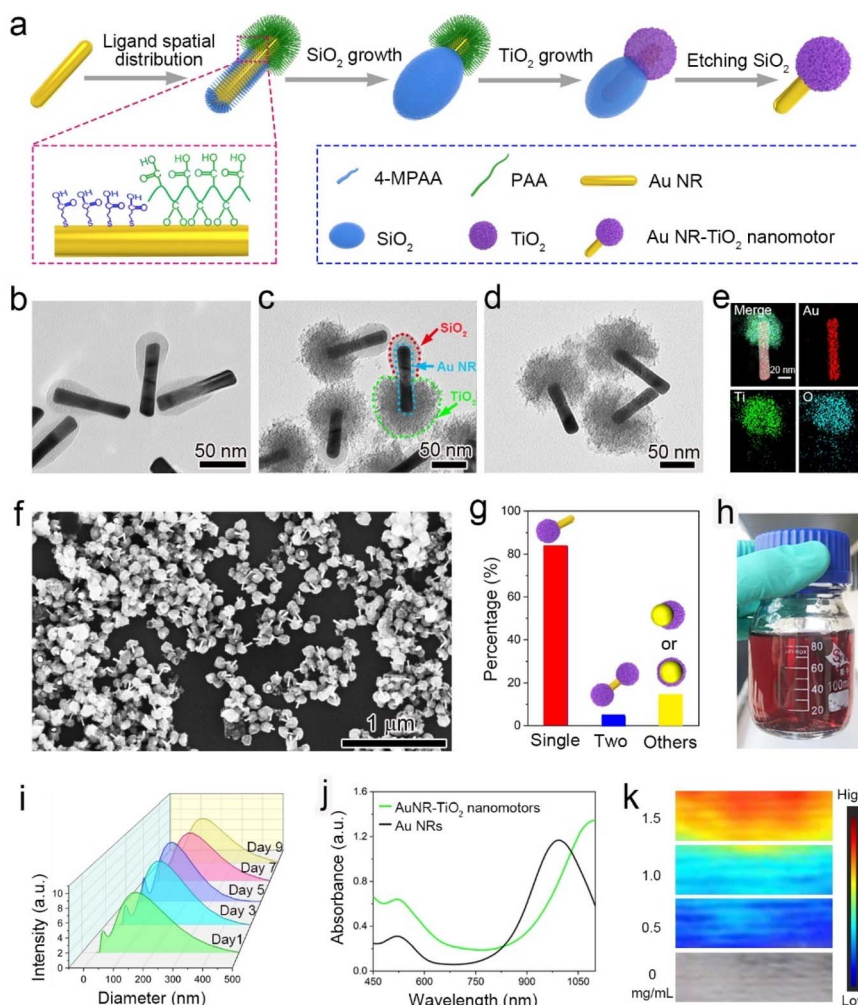 a
Ligand spatial
distribution
SiO₂ growth
TiO₂ growth
Etching SiO₂
4-MPAA
PAA
Au NR
SiO₂
TiO₂
Au NR-TiO₂ nanomotor
b
50 nm
c
SiO₂
Au NR
TiO₂
50 nm
d
50 nm
e
Merge
Au
20 nm
Ti
O
f
1 μm
g
Percentage (%)
100
80
60
40
20
0
or
Single
Two
Others
h
80
60
40
20
100m
i
Intensity (a.u.)
10
8
6
4
2
0
Day 9
Day 7
Day 5
Day 3
Day1
0 100 200 300 400 500
Diameter (nm)
j
Absorbance (a.u.)
1.6
1.2
0.8
0.4
0.0
AuNR-TiO₂ nanomotors
Au NRs
450 600 750 900 1050
Wavelength (nm)
k
1.5
1.0
0.5
0
mg/mL